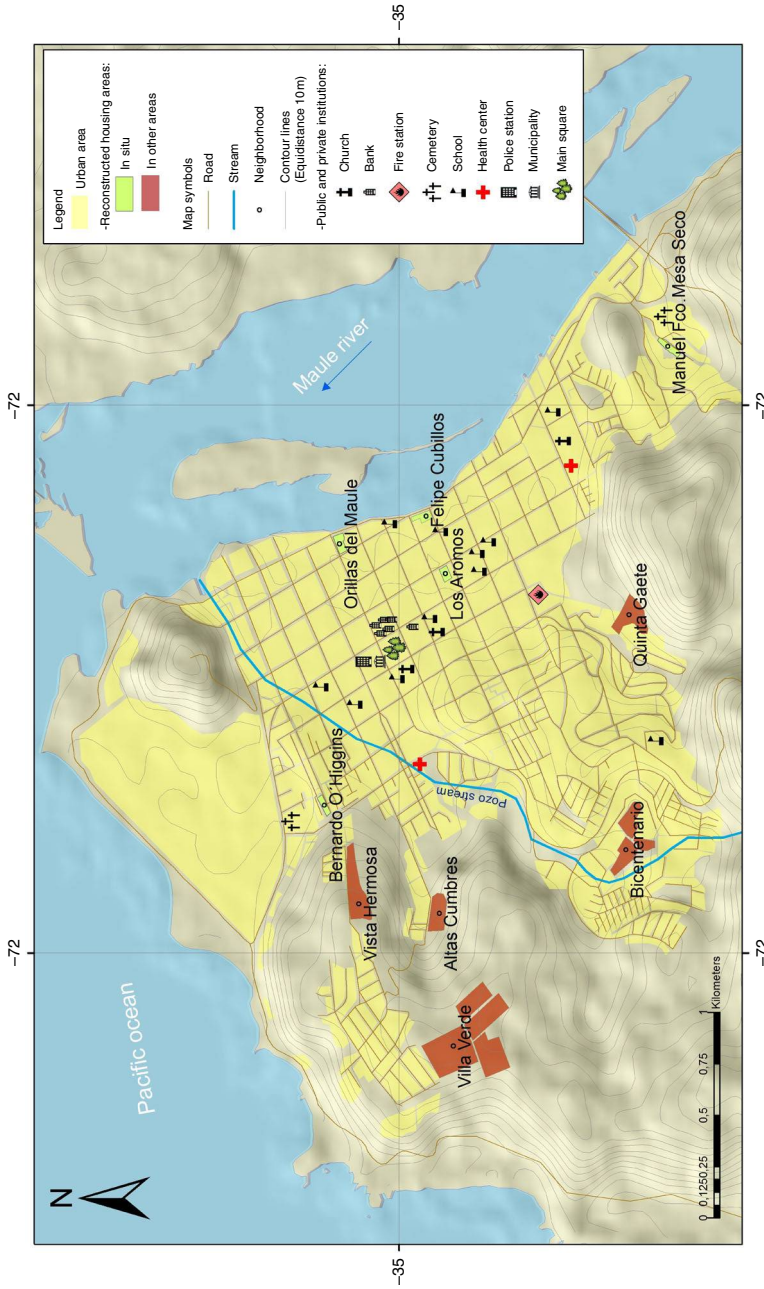 −72
−72
−35
−35
−72
−72
N
Pacific ocean
Maule river
Orillas del Maule
Felipe Cubillos
Los Aromos
Bernardo O´Higgins
Vista Hermosa
Altas Cumbres
Villa Verde
Pozo stream
Bicentenario
Quinta Gaete
Manuel Fco.Mesa Seco
0 0,1250,25 0,5 0,75 1
Kilometers
Legend
Urban area
-Reconstructed housing areas:
In situ
In other areas
Map symbols
Road
Stream
Neighborhood
Contour lines
(Equidistance 10m)
-Public and private institutions:
Church
Bank
Fire station
Cemetery
School
Health center
Police station
Municipality
Main square